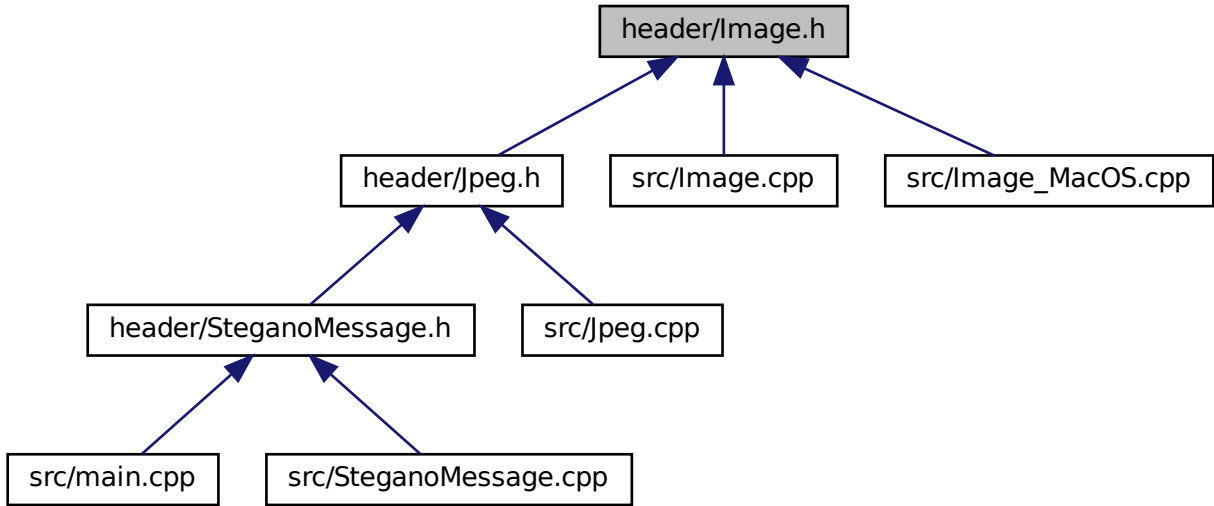 header/Image.h
header/Jpeg.h
src/Image.cpp
src/Image_MacOS.cpp
header/SteganoMessage.h
src/Jpeg.cpp
src/main.cpp
src/SteganoMessage.cpp